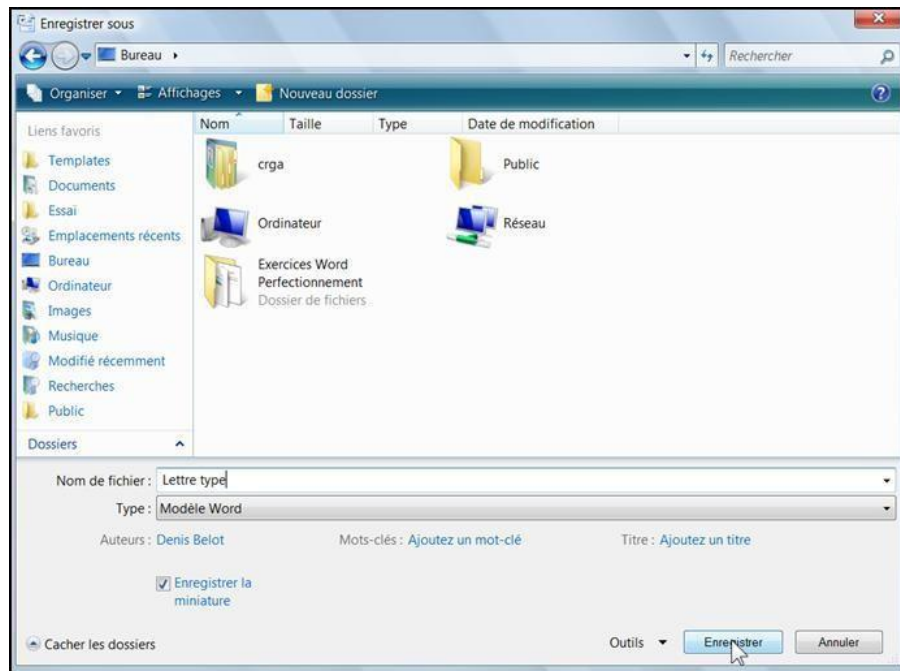 Enregistrer sous
Bureau
Rechercher
Organiser Affichages Nouveau dossier
Liens favoris
Templates
Documents
Essai
Emplacements récents
Bureau
Ordinateur
Images
Musique
Modifié récemment
Recherches
Public
Dossiers
Nom Taille Type Date de modification
crga
Public
Ordinateur
Réseau
Exercices Word
Perfectionnement
Dossier de fichiers
Nom de fichier : Lettre type
Type : Modèle Word
Auteurs : Denis Belot Mots-clés : Ajoutez un mot-clé Titre : Ajoutez un titre
Enregistrer la
miniature
Cacher les dossiers Outils Enregistrer Annuler